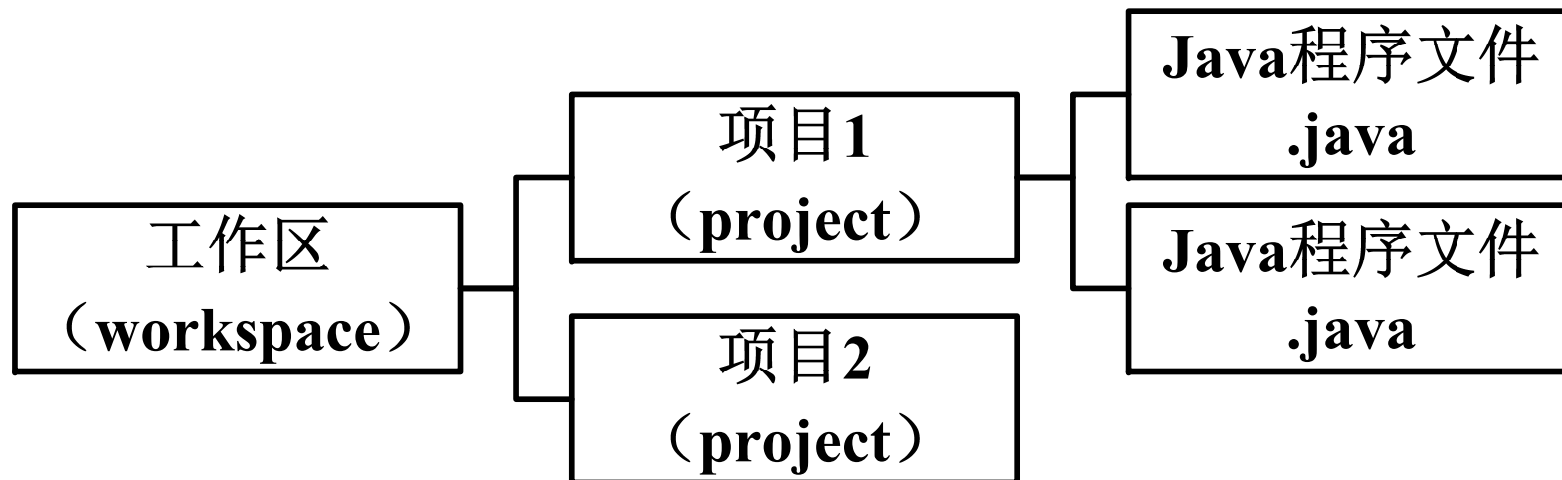 工作区
（workspace）
项目1
（project）
项目2
（project）
Java程序文件
.java
Java程序文件
.java